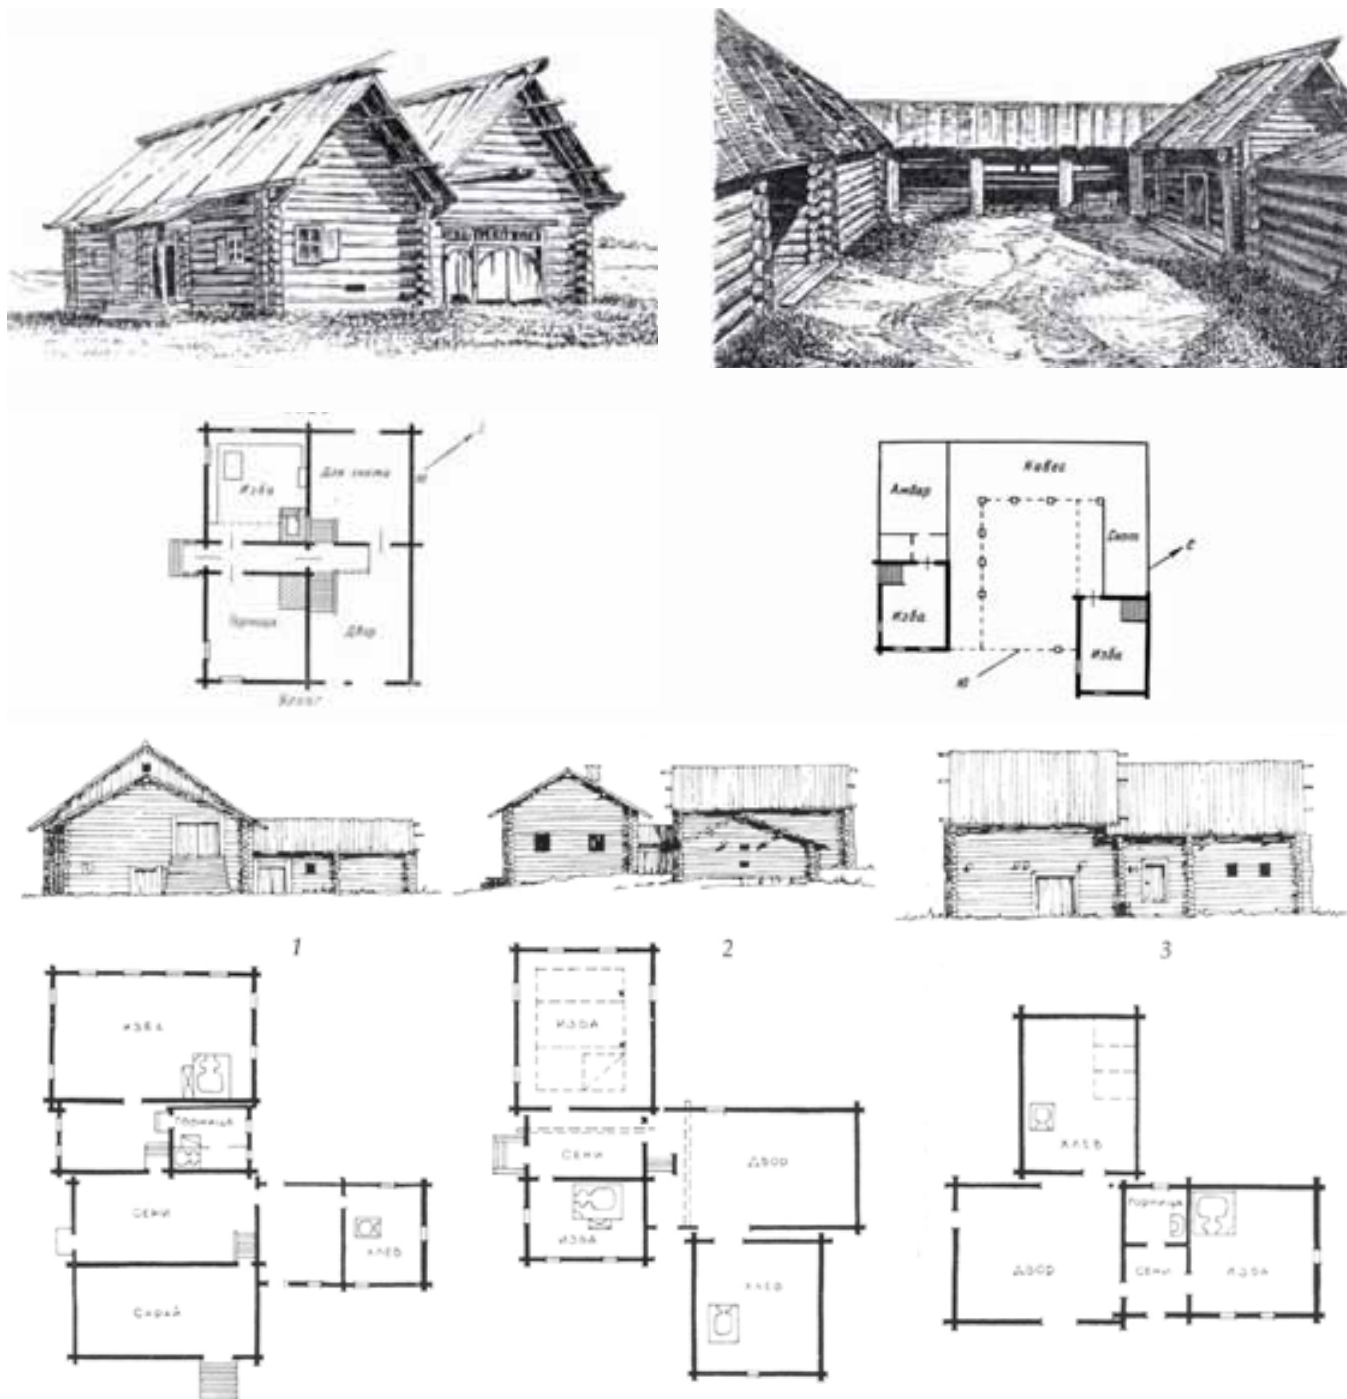 Изба
Для скота
Ю
Горница
Двор
Навес
Амбар
Скот
С
Изба
Изба
Ю
1
2
3
ИЗБА
ГОРНИЦА
СЕНИ
ХЛЕВ
Сарай
ИЗБА
СЕНИ
ДВОР
ИЗБА
ХЛЕВ
ХЛЕВ
ГОРНИЦА
ДВОР
СЕНИ
ИЗБА